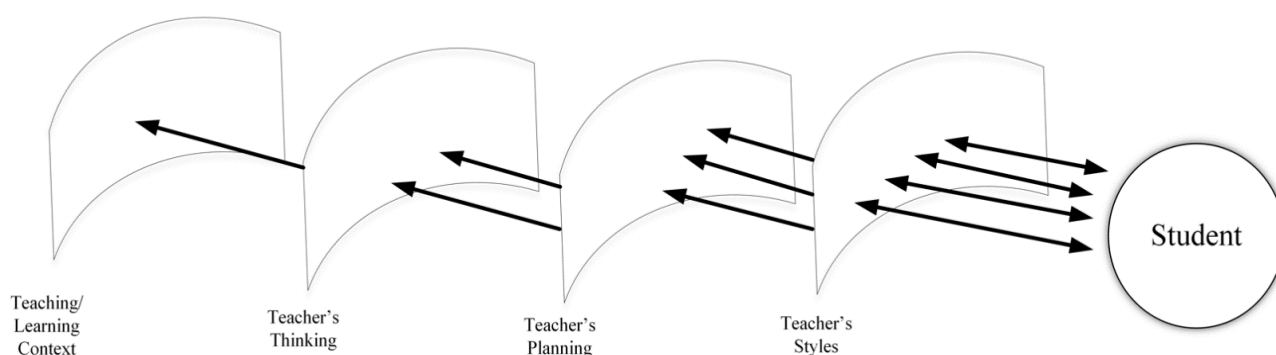 Teaching/
Learning
Context
Teacher’s
Thinking
Teacher’s
Planning
Teacher’s
Styles
Student